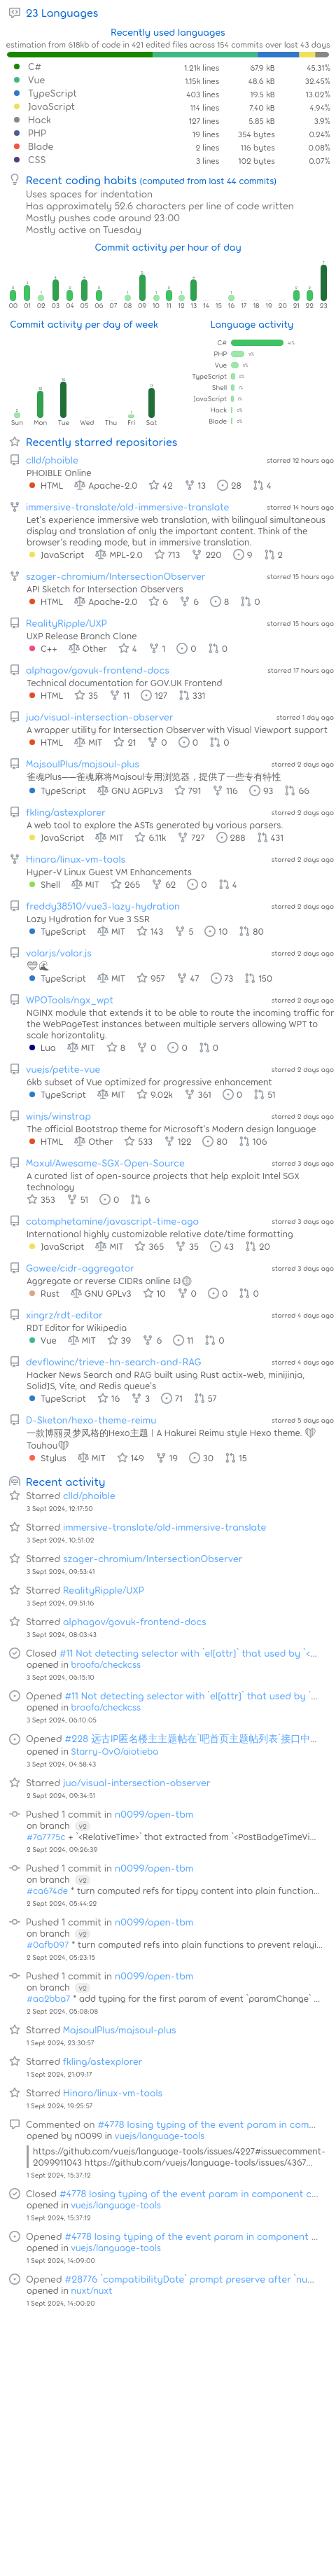 23 Languages
Recently used languages
estimation from 618kb of code in 421 edited files across 154 commits over last 43 days
C# 1.21k lines 67.9 kB 45.31%
Vue 1.15k lines 48.6 kB 32.45%
TypeScript 403 lines 19.5 kB 13.02%
JavaScript 114 lines 7.40 kB 4.94%
Hack 127 lines 5.85 kB 3.9%
PHP 19 lines 354 bytes 0.24%
Blade 2 lines 116 bytes 0.08%
CSS 3 lines 102 bytes 0.07%
Recent coding habits (computed from last 44 commits)
Uses spaces for indentation
Has approximately 52.6 characters per line of code written
Mostly pushes code around 23:00
Mostly active on Tuesday
Commit activity per hour of day
00 01 02 03 04 05 06 07 08 09 10 11 12 13 14 15 16 17 18 19 20 21 22 23
Commit activity per day of week
Sun Mon Tue Wed Thu Fri Sat
Language activity
C#
PHP
Vue
TypeScript
Shell
JavaScript
Hack
Blade
Recently starred repositories
clld/phoible starred 12 hours ago
PHOIBLE Online
HTML Apache-2.0 42 13 28 4
immersive-translate/old-immersive-translate starred 14 hours ago
Let's experience immersive web translation, with bilingual simultaneous
display and translation of only the important content. Think of the
browser's reading mode, but in immersive translation.
JavaScript MPL-2.0 713 220 9 2
szager-chromium/IntersectionObserver starred 15 hours ago
API Sketch for Intersection Observers
HTML Apache-2.0 6 6 8 0
RealityRipple/UXP starred 15 hours ago
UXP Release Branch Clone
C++ Other 4 1 0 0
alphagov/govuk-frontend-docs starred 17 hours ago
Technical documentation for GOV.UK Frontend
HTML 35 11 127 331
juo/visual-intersection-observer starred 1 day ago
A wrapper utility for Intersection Observer with Visual Viewport support
HTML MIT 21 0 0 0
MajsoulPlus/majsoul-plus starred 2 days ago
雀魂Plus——雀魂麻将Majsoul专用浏览器，提供了一些专有特性
TypeScript GNU AGPLv3 791 116 93 66
fkling/astexplorer starred 2 days ago
A web tool to explore the ASTs generated by various parsers.
JavaScript MIT 6.11k 727 288 431
Hinara/linux-vm-tools starred 2 days ago
Hyper-V Linux Guest VM Enhancements
Shell MIT 265 62 0 4
freddy38510/vue3-lazy-hydration starred 2 days ago
Lazy Hydration for Vue 3 SSR
TypeScript MIT 143 5 10 80
volarjs/volar.js starred 2 days ago
TypeScript MIT 957 47 73 150
WPOTools/ngx_wpt starred 2 days ago
NGINX module that extends it to be able to route the incoming traffic for
the WebPageTest instances between multiple servers allowing WPT to
scale horizontally.
Lua MIT 8 0 0 0
vuejs/petite-vue starred 2 days ago
6kb subset of Vue optimized for progressive enhancement
TypeScript MIT 9.02k 361 0 51
winjs/winstrap starred 2 days ago
The official Bootstrap theme for Microsoft's Modern design language
HTML Other 533 122 80 106
Maxul/Awesome-SGX-Open-Source starred 3 days ago
A curated list of open-source projects that help exploit Intel SGX
technology
353 51 0 6
catamphetamine/javascript-time-ago starred 3 days ago
International highly customizable relative date/time formatting
JavaScript MIT 365 35 43 20
Gowee/cidr-aggregator starred 3 days ago
Aggregate or reverse CIDRs online
Rust GNU GPLv3 10 0 0 0
xingrz/rdt-editor starred 4 days ago
RDT Editor for Wikipedia
Vue MIT 39 6 11 0
devflowinc/trieve-hn-search-and-RAG starred 4 days ago
Hacker News Search and RAG built using Rust actix-web, minijinja,
SolidJS, Vite, and Redis queue's
TypeScript 16 3 71 57
D-Sketon/hexo-theme-reimu starred 5 days ago
一款博丽灵梦风格的Hexo主题 | A Hakurei Reimu style Hexo theme.
Touhou
Stylus MIT 149 19 30 15
Recent activity
Starred clld/phoible
3 Sept 2024, 12:17:50
Starred immersive-translate/old-immersive-translate
3 Sept 2024, 10:51:02
Starred szager-chromium/IntersectionObserver
3 Sept 2024, 09:53:41
Starred RealityRipple/UXP
3 Sept 2024, 09:51:16
Starred alphagov/govuk-frontend-docs
3 Sept 2024, 08:03:43
Closed #11 Not detecting selector with `el[attr]` that used by `<...
opened in broofa/checkcss
3 Sept 2024, 06:15:10
Opened #11 Not detecting selector with `el[attr]` that used by `...
opened in broofa/checkcss
3 Sept 2024, 06:10:05
Opened #228 远古IP匿名楼主主题帖在`吧首页主题帖列表`接口中...
opened in Starry-OvO/aiotieba
3 Sept 2024, 04:58:43
Starred juo/visual-intersection-observer
2 Sept 2024, 09:34:51
Pushed 1 commit in n0099/open-tbm
on branch v2
#7a7775c + `<RelativeTime>` that extracted from `<PostBadgeTimeVi...
2 Sept 2024, 09:26:39
Pushed 1 commit in n0099/open-tbm
on branch v2
#ca674de * turn computed refs for tippy content into plain function...
2 Sept 2024, 05:44:22
Pushed 1 commit in n0099/open-tbm
on branch v2
#0afb097 * turn computed refs into plain functions to prevent relayi...
2 Sept 2024, 05:23:15
Pushed 1 commit in n0099/open-tbm
on branch v2
#aa2bba7 * add typing for the first param of event `paramChange` ...
2 Sept 2024, 05:08:08
Starred MajsoulPlus/majsoul-plus
1 Sept 2024, 23:30:57
Starred fkling/astexplorer
1 Sept 2024, 21:09:17
Starred Hinara/linux-vm-tools
1 Sept 2024, 19:25:57
Commented on #4778 losing typing of the event param in com...
opened by n0099 in vuejs/language-tools
https://github.com/vuejs/language-tools/issues/4227#issuecomment-
2099911043 https://github.com/vuejs/language-tools/issues/4367...
1 Sept 2024, 15:37:12
Closed #4778 losing typing of the event param in component c...
opened in vuejs/language-tools
1 Sept 2024, 15:37:12
Opened #4778 losing typing of the event param in component ...
opened in vuejs/language-tools
1 Sept 2024, 14:09:00
Opened #28776 `compatibilityDate` prompt preserve after `nu...
opened in nuxt/nuxt
1 Sept 2024, 14:00:20